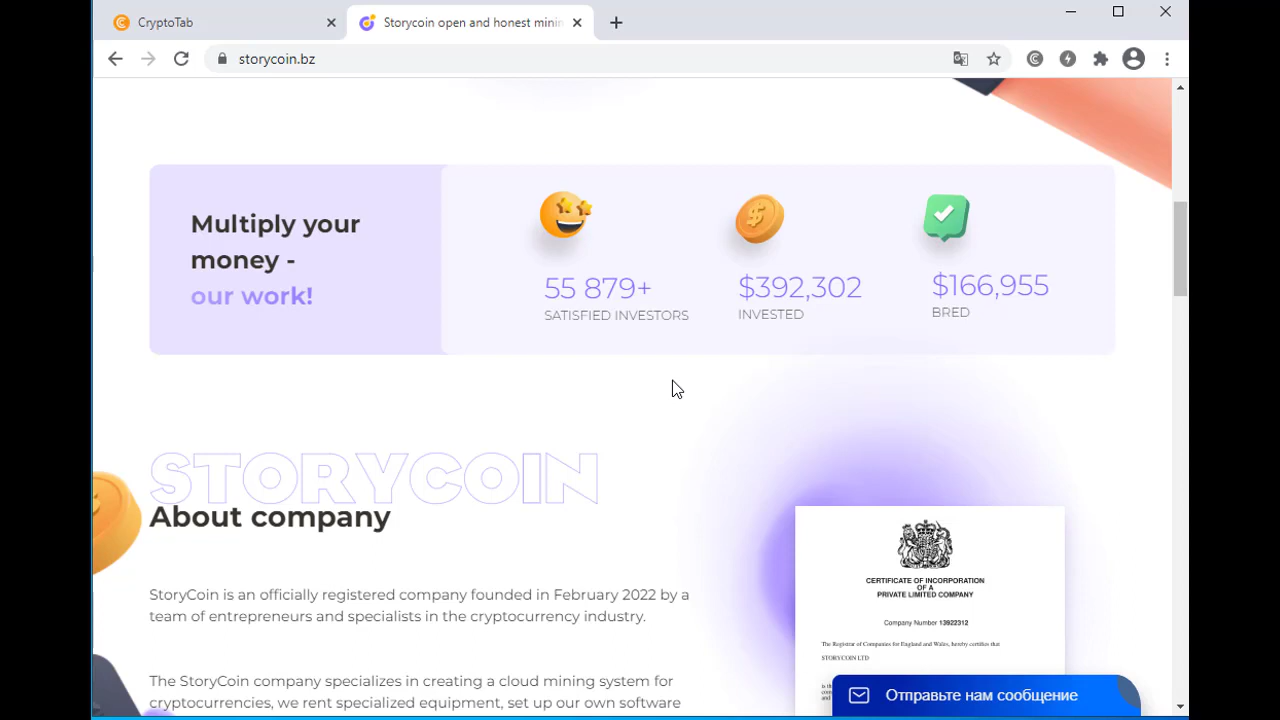 CryptoTab
Storycoin open and honest minin
storycoin.bz
Multiply your
money -
our work!
55 879+
SATISFIED INVESTORS
$392,302
INVESTED
$166,955
BRED
STORYCOIN
About company
StoryCoin is an officially registered company founded in February 2022 by a
team of entrepreneurs and specialists in the cryptocurrency industry.
The StoryCoin company specializes in creating a cloud mining system for
cryptocurrencies, we rent specialized equipment, set up our own software
CERTIFICATE OF INCORPORATION
OF A
PRIVATE LIMITED COMPANY
Company Number 13922312
The Registrar of Companies for England and Wales, hereby certifies that
STORYCOIN LTD
Отправьте нам сообщение